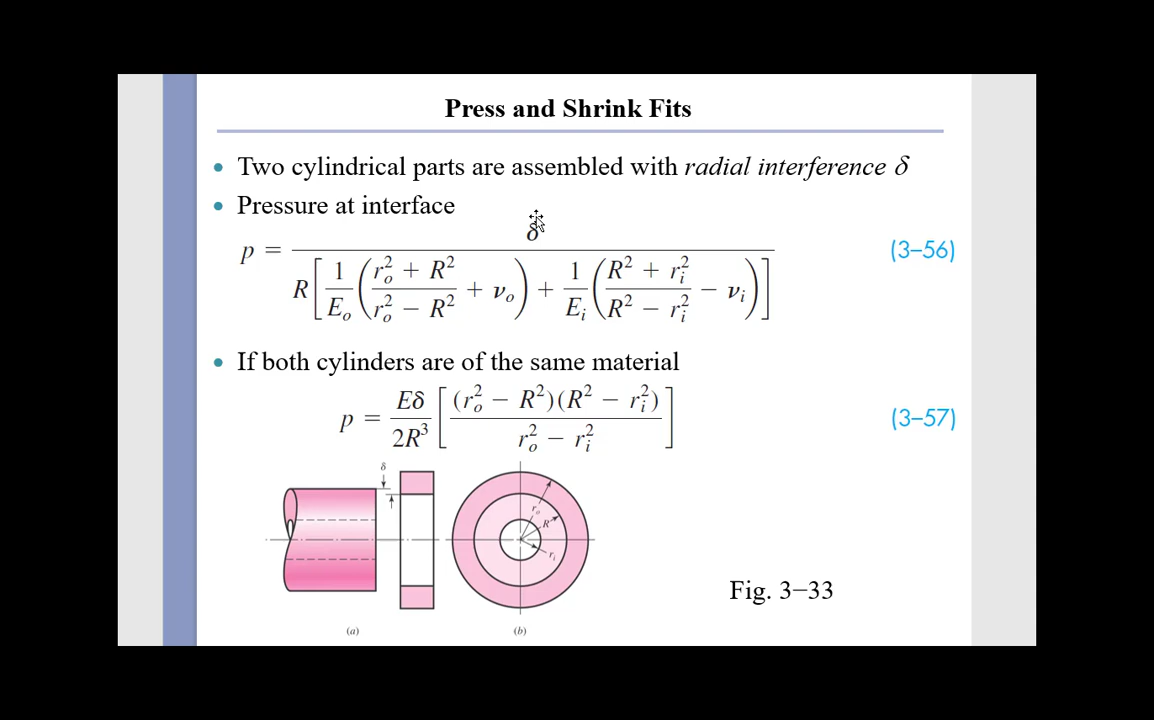 Press and Shrink Fits
• Two cylindrical parts are assembled with radial interference δ
• Pressure at interface
p = δ / R[1/E_o((r_o² + R²)/(r_o² − R²) + ν_o) + 1/E_i((R² + r_i²)/(R² − r_i²) − ν_i)] (3–56)
• If both cylinders are of the same material
p = Eδ/2R³ [(r_o² − R²)(R² − r_i²) / r_o² − r_i²] (3–57)
δ
r_o
R
r_i
Fig. 3−33
(a) (b)